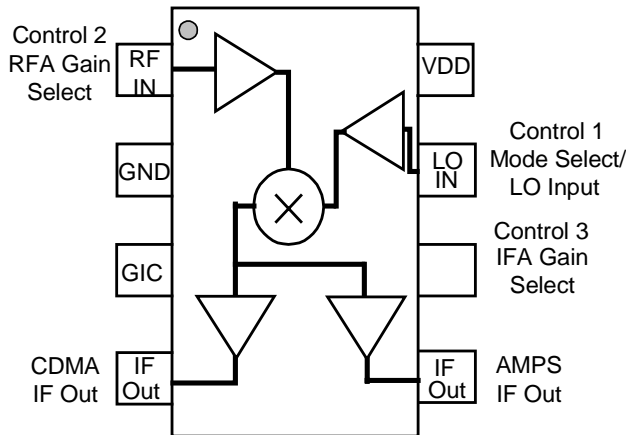 Control 2
RFA Gain
Select
RF
IN
VDD
GND
Control 1
Mode Select/
LO Input
LO
IN
GIC
Control 3
IFA Gain
Select
CDMA
IF Out
IF
Out
IF
Out
AMPS
IF Out